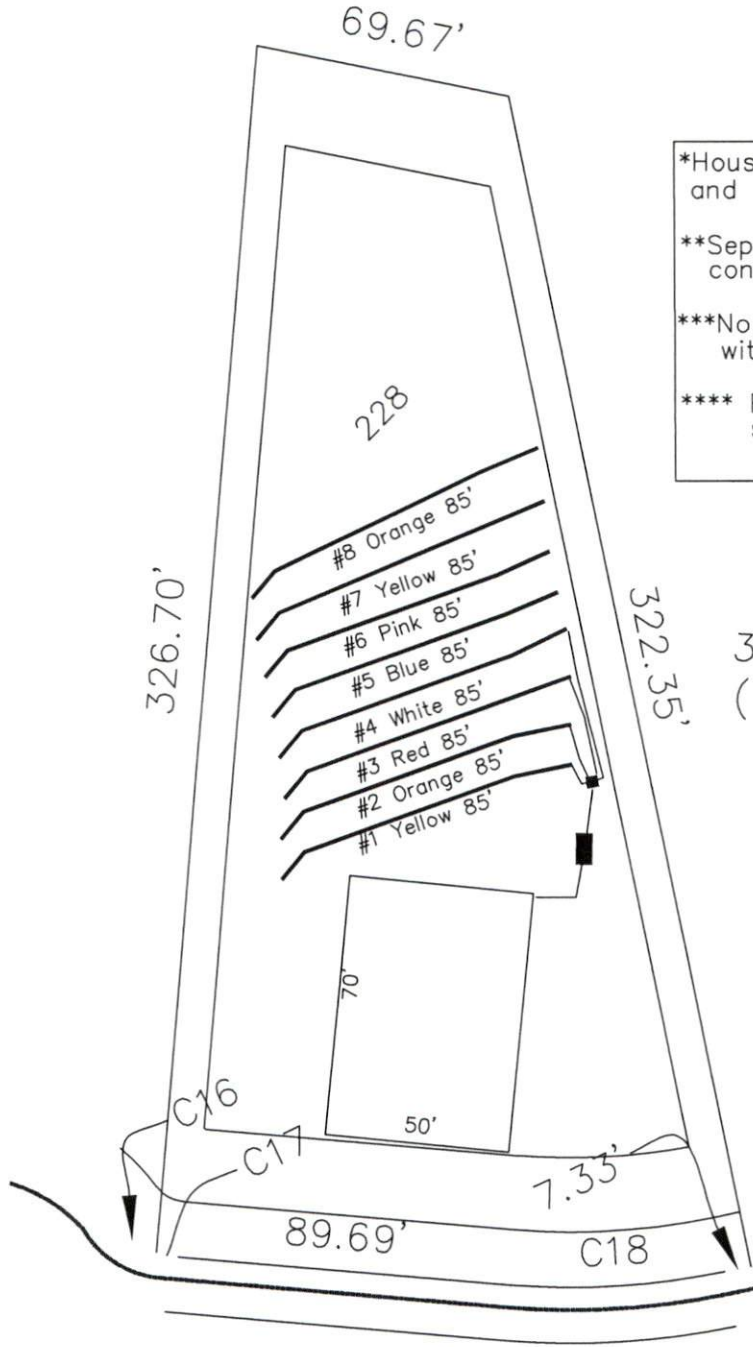 69.67'
*Hous
and
**Sep
con
***No
wit
****
228
#8 Orange 85'
#7 Yellow 85'
#6 Pink 85'
#5 Blue 85'
#4 White 85'
#3 Red 85'
#2 Orange 85'
#1 Yellow 85'
326.70'
322.35'
3
(
70'
50'
C16
C17
7.33'
89.69'
C18